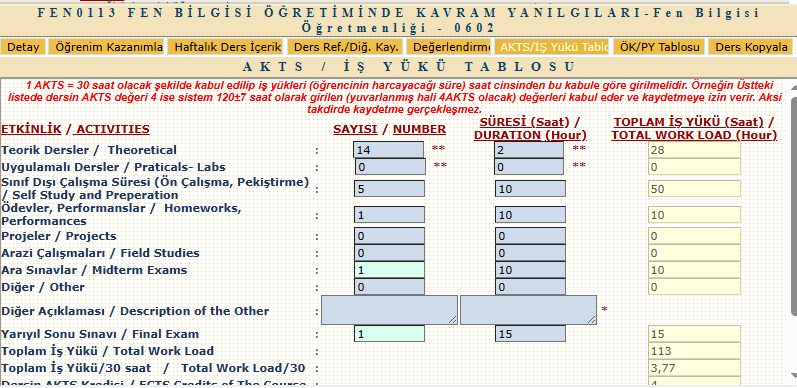 FEN0113 FEN BİLGİSİ ÖĞRETİMİNDE KAVRAM YANILGILARI-Fen Bilgisi
Öğretmenliği - 0602
Detay Öğrenim Kazanımla Haftalık Ders İçerik Ders Ref./Diğ. Kay. Değerlendirme AKTS/İŞ Yükü Tablo ÖK/PY Tablosu Ders Kopyala
AKTS / İŞ YÜKÜ TABLOSU
1 AKTS = 30 saat olacak şekilde kabul edilip iş yükleri (öğrencinin harcayacağı süre) saat cinsinden bu kabule göre girilmelidir. Örneğin Üstteki
listede dersin AKTS değeri 4 ise sistem 120±7 saat olarak girilen (yuvarlanmış hali 4AKTS olacak) değerleri kabul eder ve kaydetmeye izin verir. Aksi
takdirde kaydetme gerçekleşmez.
ETKİNLİK / ACTIVITIES SAYISI / NUMBER SÜRESİ (Saat) / DURATION (Hour) TOPLAM İŞ YÜKÜ (Saat) / TOTAL WORK LOAD (Hour)
Teorik Dersler / Theoretical : 14 ** 2 ** 28
Uygulamalı Dersler / Praticals- Labs : 0 ** 0 ** 0
Sınıf Dışı Çalışma Süresi (Ön Çalışma, Pekiştirme)
/ Self Study and Preperation : 5 10 50
Ödevler, Performanslar / Homeworks,
Performances : 1 10 10
Projeler / Projects : 0 0 0
Arazi Çalışmaları / Field Studies : 0 0 0
Ara Sınavlar / Midterm Exams : 1 10 10
Diğer / Other : 0 0 0
Diğer Açıklaması / Description of the Other : *
Yarıyıl Sonu Sınavı / Final Exam : 1 15 15
Toplam İş Yükü / Total Work Load : 113
Toplam İş Yükü/30 saat / Total Work Load/30 : 3,77
Dersin AKTS Kredisi / ECTS Credits of The Course : 4